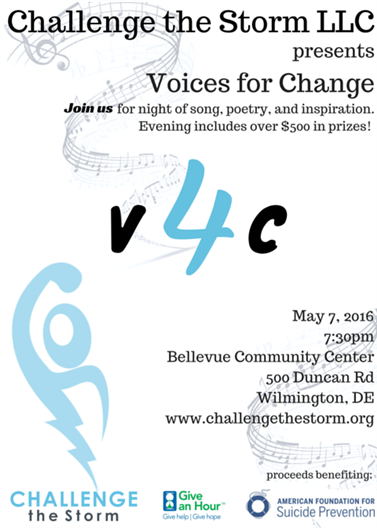 Challenge the Storm LLC
presents
Voices for Change
Join us for night of song, poetry, and inspiration.
Evening includes over $500 in prizes!
v4c
May 7, 2016
7:30pm
Bellevue Community Center
500 Duncan Rd
Wilmington, DE
www.challengethestorm.org
proceeds benefiting:
CHALLENGE
the Storm
Give
an Hour™
Give help | Give hope
AMERICAN FOUNDATION FOR
Suicide Prevention